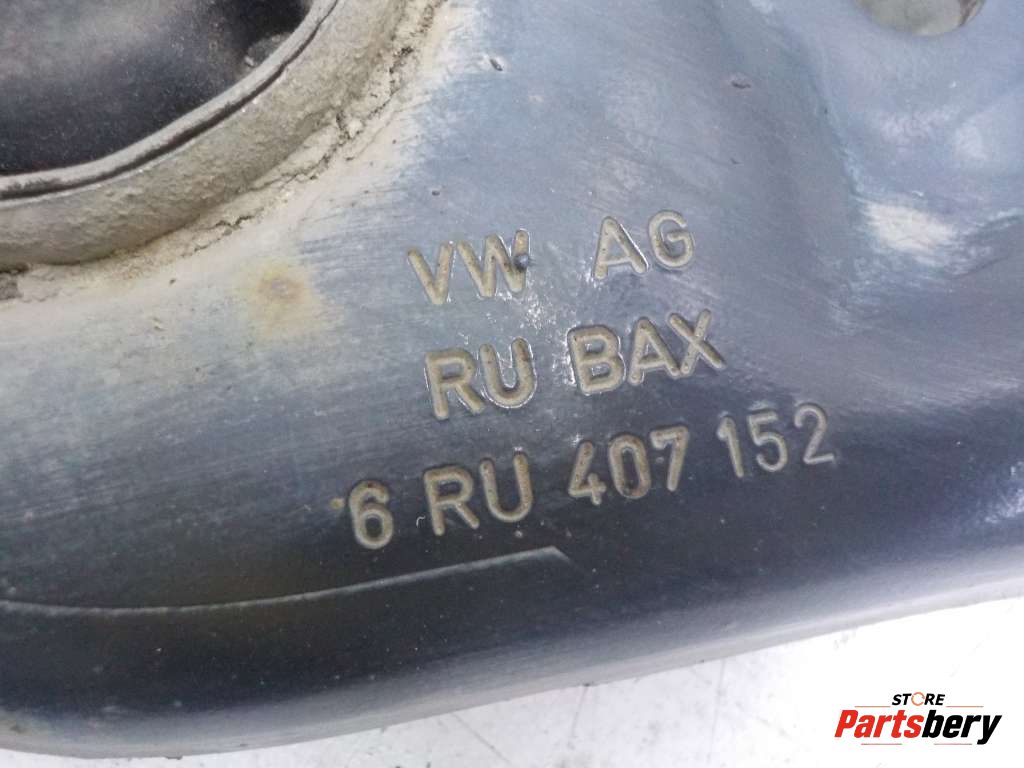 VW AG
RU BAX
6 RU 407 152
STORE
Partsbery